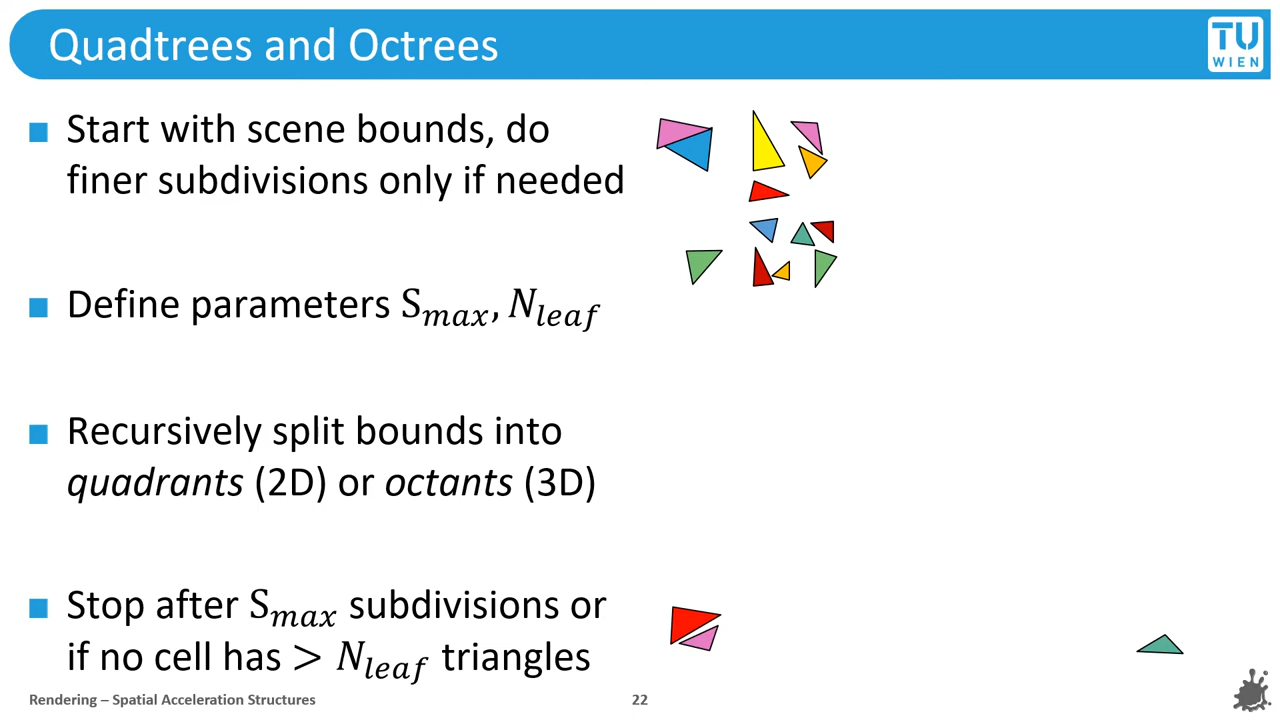 Quadtrees and Octrees
TU
WIEN
Start with scene bounds, do
finer subdivisions only if needed
Define parameters S_max, N_leaf
Recursively split bounds into
quadrants (2D) or octants (3D)
Stop after S_max subdivisions or
if no cell has > N_leaf triangles
Rendering – Spatial Acceleration Structures
22